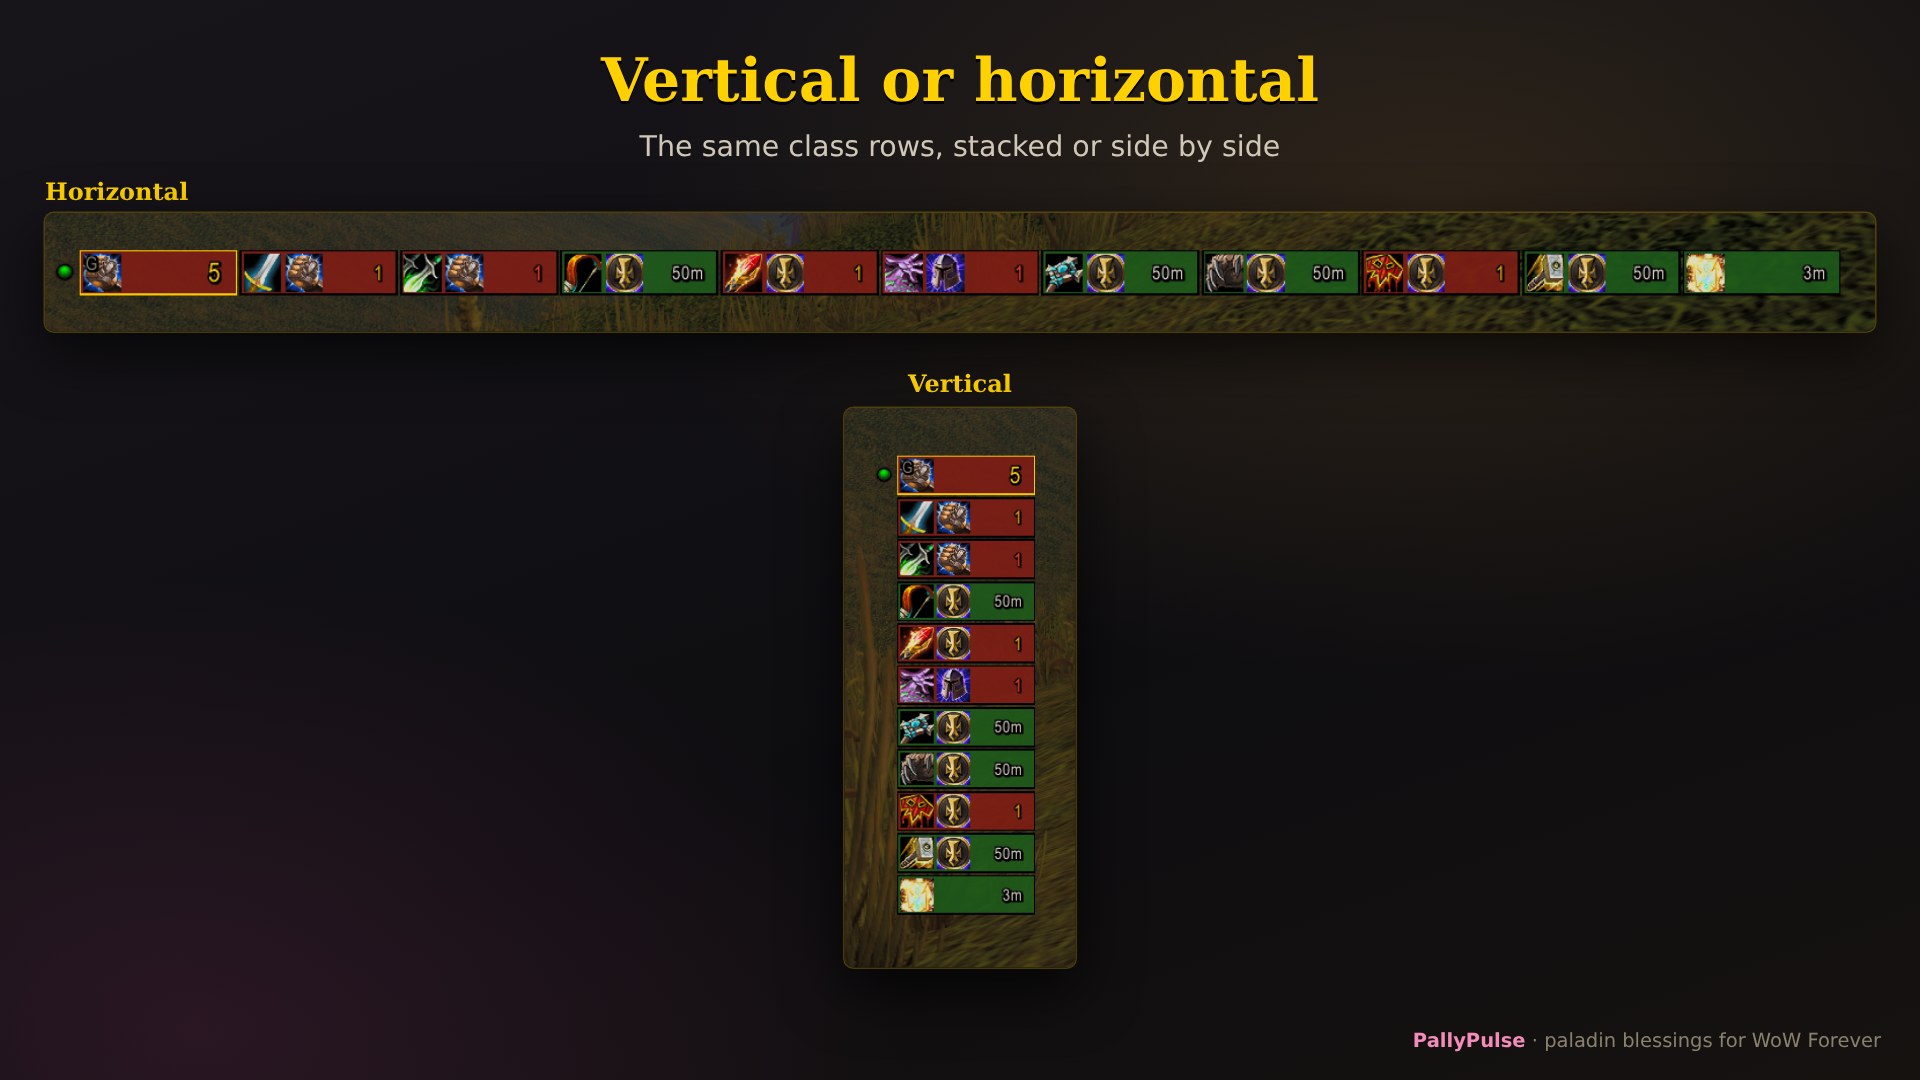 Vertical or horizontal
The same class rows, stacked or side by side
Horizontal
G 5 1 1 50m 1 1 50m 50m 1 50m 3m
Vertical
G 5
1
1
50m
1
1
50m
50m
1
50m
3m
PallyPulse · paladin blessings for WoW Forever